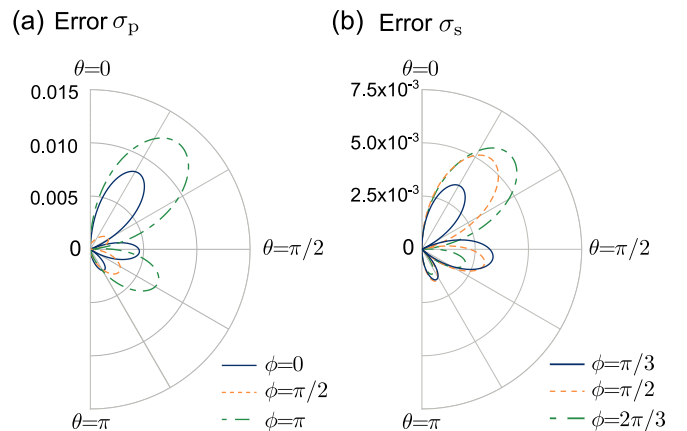 (a) Error σp
θ=0
0.015
0.010
0.005
0
θ=π/2
θ=π
ϕ=0
ϕ=π/2
ϕ=π
(b) Error σs
θ=0
7.5x10-3
5.0x10-3
2.5x10-3
0
θ=π/2
θ=π
ϕ=π/3
ϕ=π/2
ϕ=2π/3